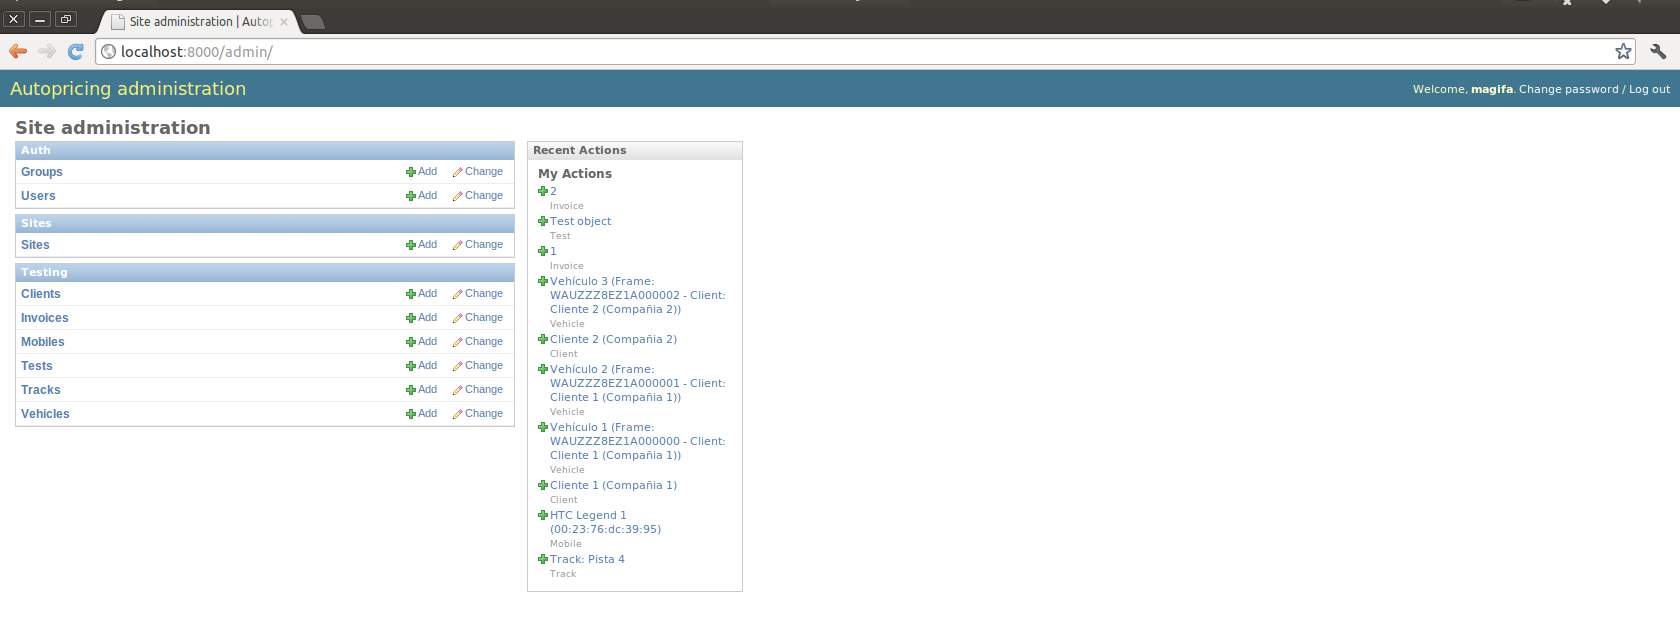 Site administration | Autop
localhost:8000/admin/
Autopricing administration
Welcome, magifa. Change password / Log out
Site administration
Auth
Groups Add Change
Users Add Change
Sites
Sites Add Change
Testing
Clients Add Change
Invoices Add Change
Mobiles Add Change
Tests Add Change
Tracks Add Change
Vehicles Add Change
Recent Actions
My Actions
2
Invoice
Test object
Test
1
Invoice
Vehículo 3 (Frame:
WAUZZZ8EZ1A000002 - Client:
Cliente 2 (Compañia 2))
Vehicle
Cliente 2 (Compañia 2)
Client
Vehículo 2 (Frame:
WAUZZZ8EZ1A000001 - Client:
Cliente 1 (Compañia 1))
Vehicle
Vehículo 1 (Frame:
WAUZZZ8EZ1A000000 - Client:
Cliente 1 (Compañia 1))
Vehicle
Cliente 1 (Compañia 1)
Client
HTC Legend 1
(00:23:76:dc:39:95)
Mobile
Track: Pista 4
Track